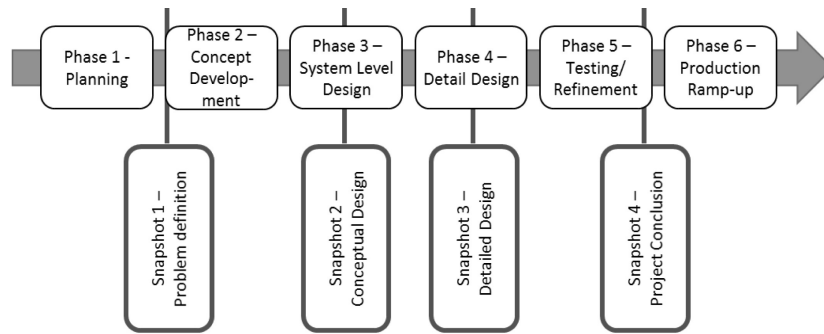 Phase 1 -
Planning
Phase 2 –
Concept
Develop-
ment
Phase 3 –
System Level
Design
Phase 4 –
Detail Design
Phase 5 –
Testing/
Refinement
Phase 6 –
Production
Ramp-up
Snapshot 1 –
Problem definition
Snapshot 2 –
Conceptual Design
Snapshot 3 –
Detailed Design
Snapshot 4 –
Project Conclusion